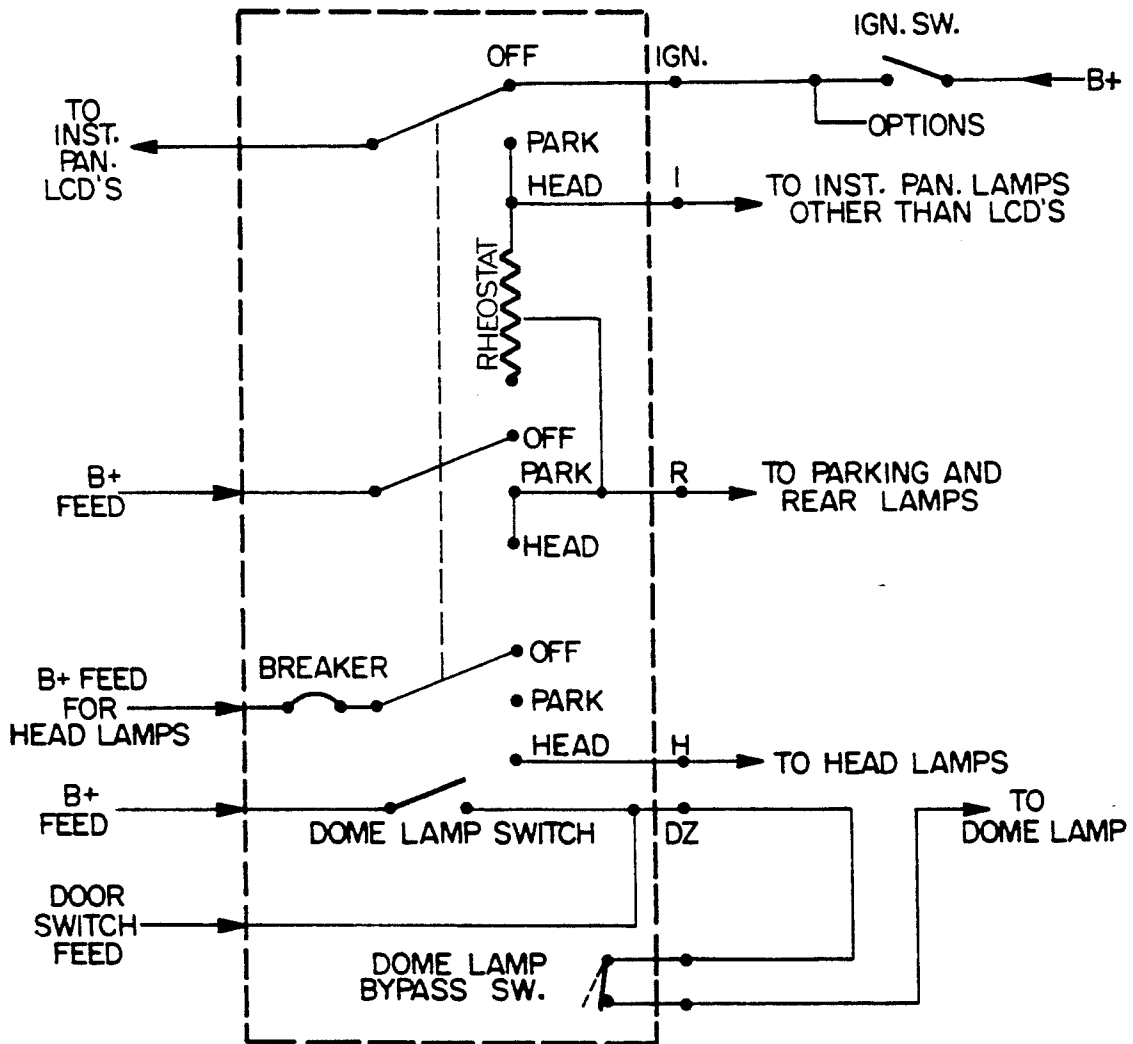 IGN. SW.
OFF
IGN.
B+
OPTIONS
TO
INST.
PAN.
LCD'S
PARK
HEAD
I
TO INST. PAN. LAMPS
OTHER THAN LCD'S
RHEOSTAT
OFF
B+
FEED
PARK
R
TO PARKING AND
REAR LAMPS
HEAD
OFF
BREAKER
B+ FEED
FOR
HEAD LAMPS
PARK
HEAD
H
TO HEAD LAMPS
B+
FEED
DOME LAMP SWITCH
DZ
TO
DOME LAMP
DOOR
SWITCH
FEED
DOME LAMP
BYPASS SW.